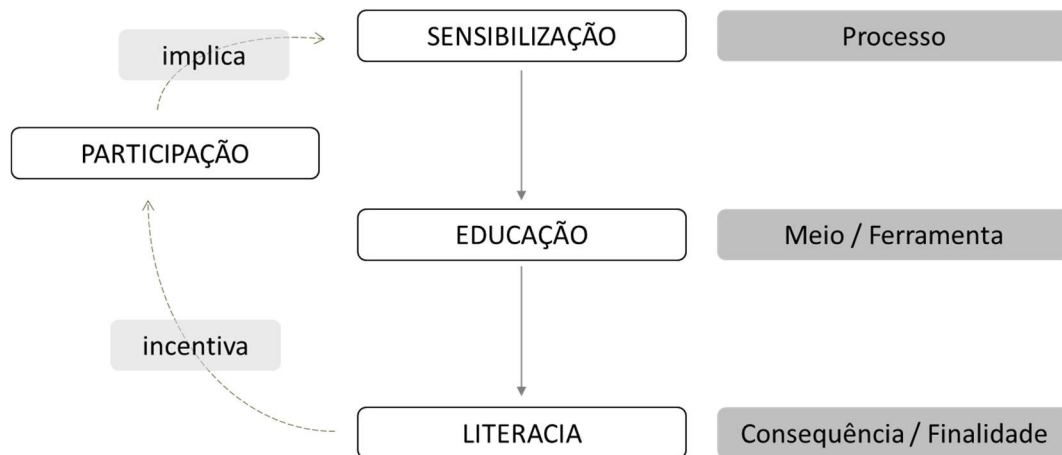 SENSIBILIZAÇÃO
Processo
implica
PARTICIPAÇÃO
EDUCAÇÃO
Meio / Ferramenta
incentiva
LITERACIA
Consequência / Finalidade